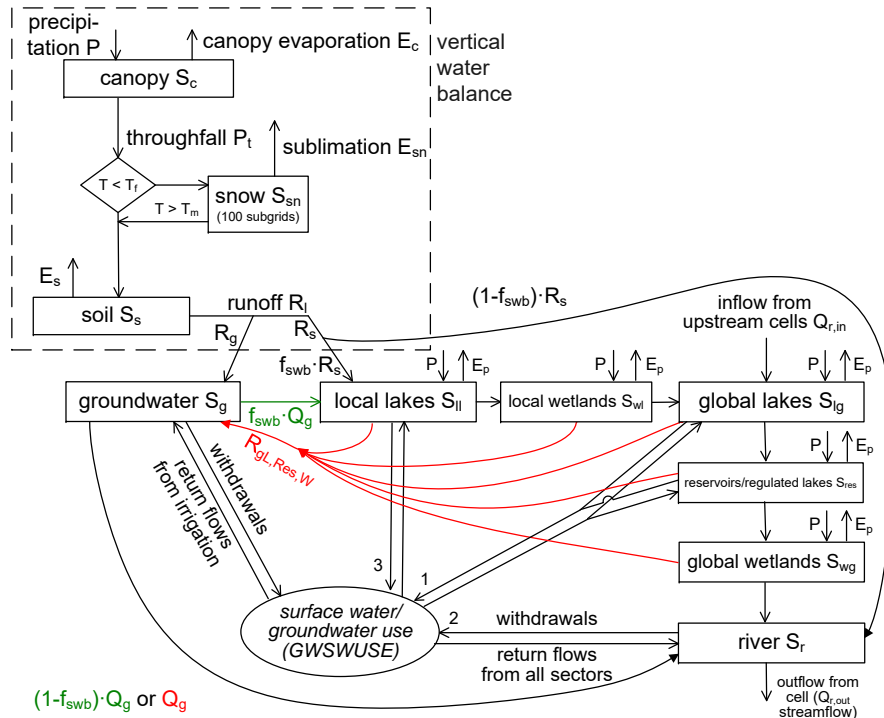 precipi-
tation P
canopy evaporation Ec
vertical
water
balance
canopy Sc
throughfall Pt
sublimation Esn
T < Tf
snow Ssn
(100 subgrids)
T > Tm
Es
soil Ss
runoff Rl
Rg
Rs
(1-fswb)·Rs
inflow from
upstream cells Qr,in
fswb·Rs
P
Ep
P
Ep
P
Ep
groundwater Sg
fswb·Qg
local lakes Sll
local wetlands Swl
global lakes Slg
RgL,Res,W
P
Ep
reservoirs/regulated lakes Sres
withdrawals
return flows
from irrigation
P
Ep
global wetlands Swg
3
1
2
surface water/
groundwater use
(GWSWUSE)
withdrawals
return flows
from all sectors
river Sr
(1-fswb)·Qg or Qg
outflow from
cell (Qr,out
streamflow)